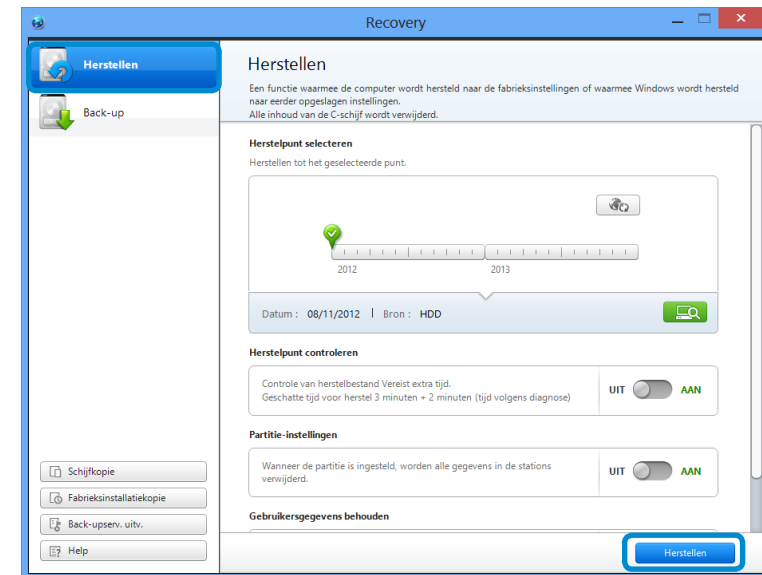 Recovery
Herstellen
Back-up
Schijfkopie
Fabrieksinstallatiekopie
Back-upserv. uitv.
Help
Herstellen
Een functie waarmee de computer wordt hersteld naar de fabrieksinstellingen of waarmee Windows wordt hersteld
naar eerder opgeslagen instellingen.
Alle inhoud van de C-schijf wordt verwijderd.
Herstelpunt selecteren
Herstellen tot het geselecteerde punt.
2012 2013
Datum : 08/11/2012 | Bron : HDD
Herstelpunt controleren
Controle van herstelbestand Vereist extra tijd.
Geschatte tijd voor herstel 3 minuten + 2 minuten (tijd volgens diagnose)
UIT AAN
Partitie-instellingen
Wanneer de partitie is ingesteld, worden alle gegevens in de stations
verwijderd.
UIT AAN
Gebruikersgegevens behouden
Herstellen